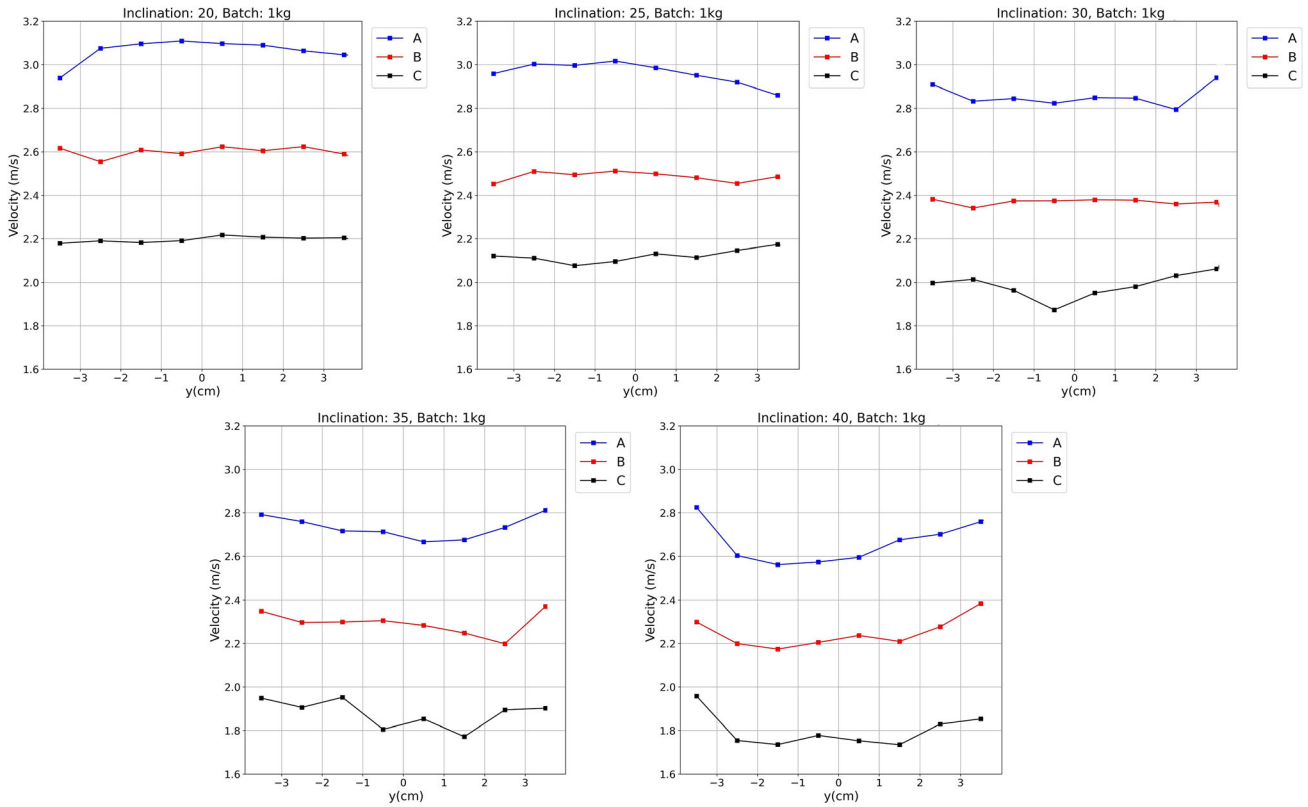 Inclination: 20, Batch: 1kg
3.2
3.0
2.8
2.6
2.4
2.2
2.0
1.8
1.6
Velocity (m/s)
−3 −2 −1 0 1 2 3
y(cm)
A
B
C
Inclination: 25, Batch: 1kg
3.2
3.0
2.8
2.6
2.4
2.2
2.0
1.8
1.6
Velocity (m/s)
−3 −2 −1 0 1 2 3
y(cm)
A
B
C
Inclination: 30, Batch: 1kg
3.2
3.0
2.8
2.6
2.4
2.2
2.0
1.8
1.6
Velocity (m/s)
−3 −2 −1 0 1 2 3
y(cm)
A
B
C
Inclination: 35, Batch: 1kg
3.2
3.0
2.8
2.6
2.4
2.2
2.0
1.8
1.6
Velocity (m/s)
−3 −2 −1 0 1 2 3
y(cm)
A
B
C
Inclination: 40, Batch: 1kg
3.2
3.0
2.8
2.6
2.4
2.2
2.0
1.8
1.6
Velocity (m/s)
−3 −2 −1 0 1 2 3
y(cm)
A
B
C